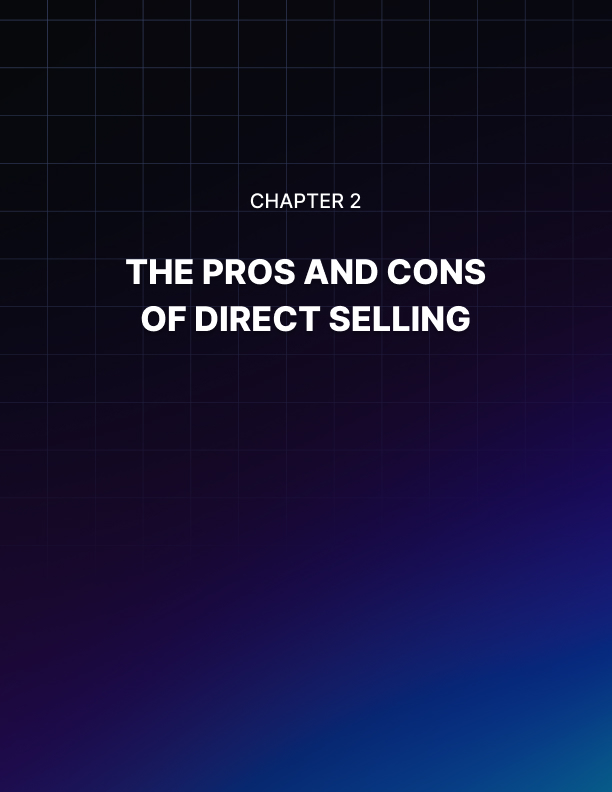 CHAPTER 2
THE PROS AND CONS
OF DIRECT SELLING